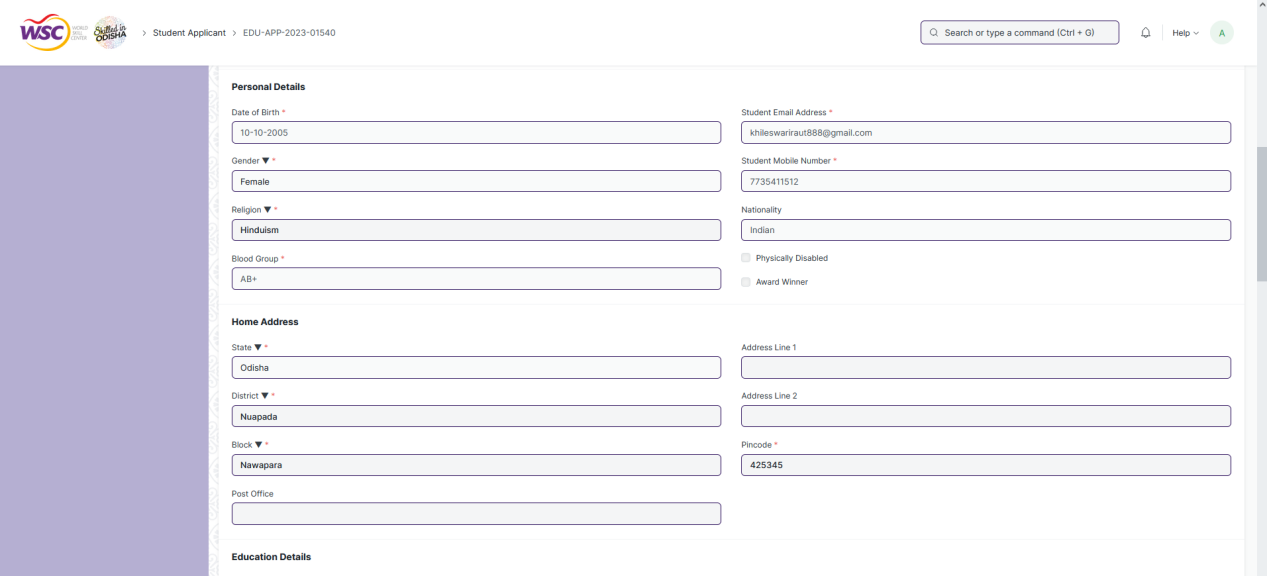 WSC WORLD SKILL CENTER Skilled in ODISHA > Student Applicant > EDU-APP-2023-01540 Search or type a command (Ctrl + G) Help A
Personal Details
Date of Birth * Student Email Address *
10-10-2005 khileswariraut888@gmail.com
Gender ▼ * Student Mobile Number *
Female 7735411512
Religion ▼ * Nationality
Hinduism Indian
Blood Group * Physically Disabled
AB+ Award Winner
Home Address
State ▼ * Address Line 1
Odisha
District ▼ * Address Line 2
Nuapada
Block ▼ * Pincode *
Nawapara 425345
Post Office
Education Details